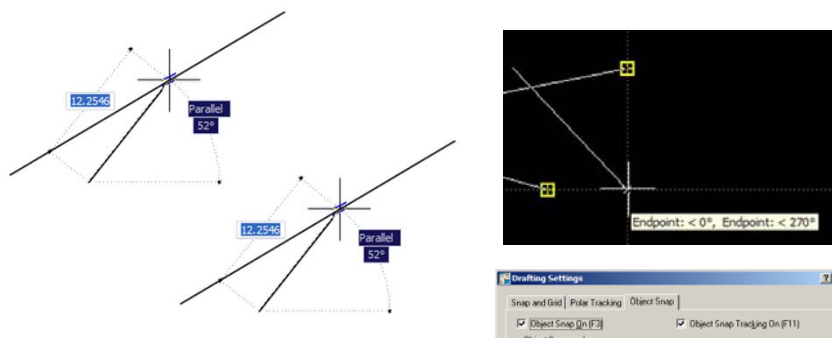 12.2546
Parallel
52°
12.2546
Parallel
52°
Endpoint: < 0°, Endpoint: < 270°
Drafting Settings
?
Snap and Grid
Polar Tracking
Object Snap
Object Snap On (F3)
Object Snap Tracking On (F11)